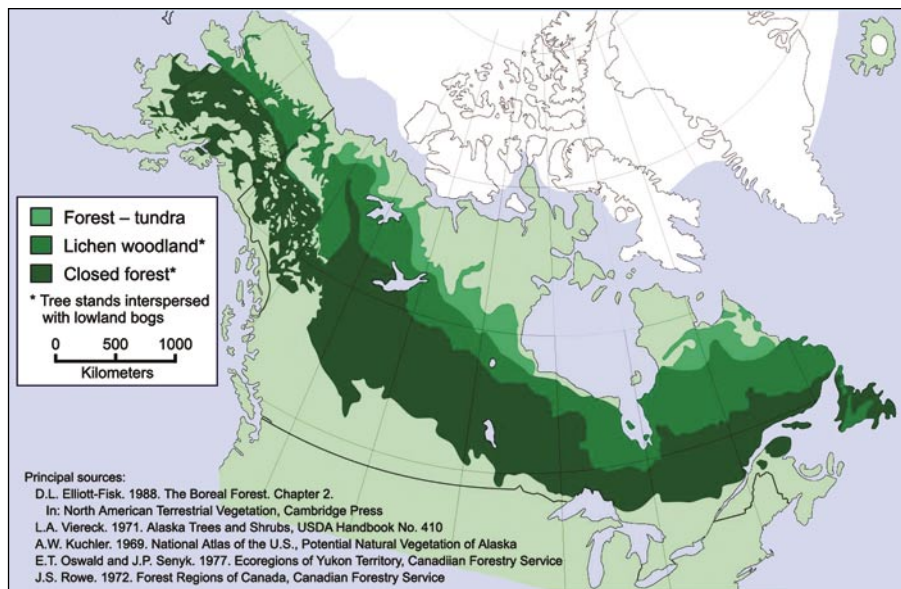 Forest – tundra
Lichen woodland*
Closed forest*
* Tree stands interspersed
with lowland bogs
0 500 1000
Kilometers
Principal sources:
D.L. Elliott-Fisk. 1988. The Boreal Forest. Chapter 2.
In: North American Terrestrial Vegetation, Cambridge Press
L.A. Viereck. 1971. Alaska Trees and Shrubs, USDA Handbook No. 410
A.W. Kuchler. 1969. National Atlas of the U.S., Potential Natural Vegetation of Alaska
E.T. Oswald and J.P. Senyk. 1977. Ecoregions of Yukon Territory, Canadiian Forestry Service
J.S. Rowe. 1972. Forest Regions of Canada, Canadian Forestry Service